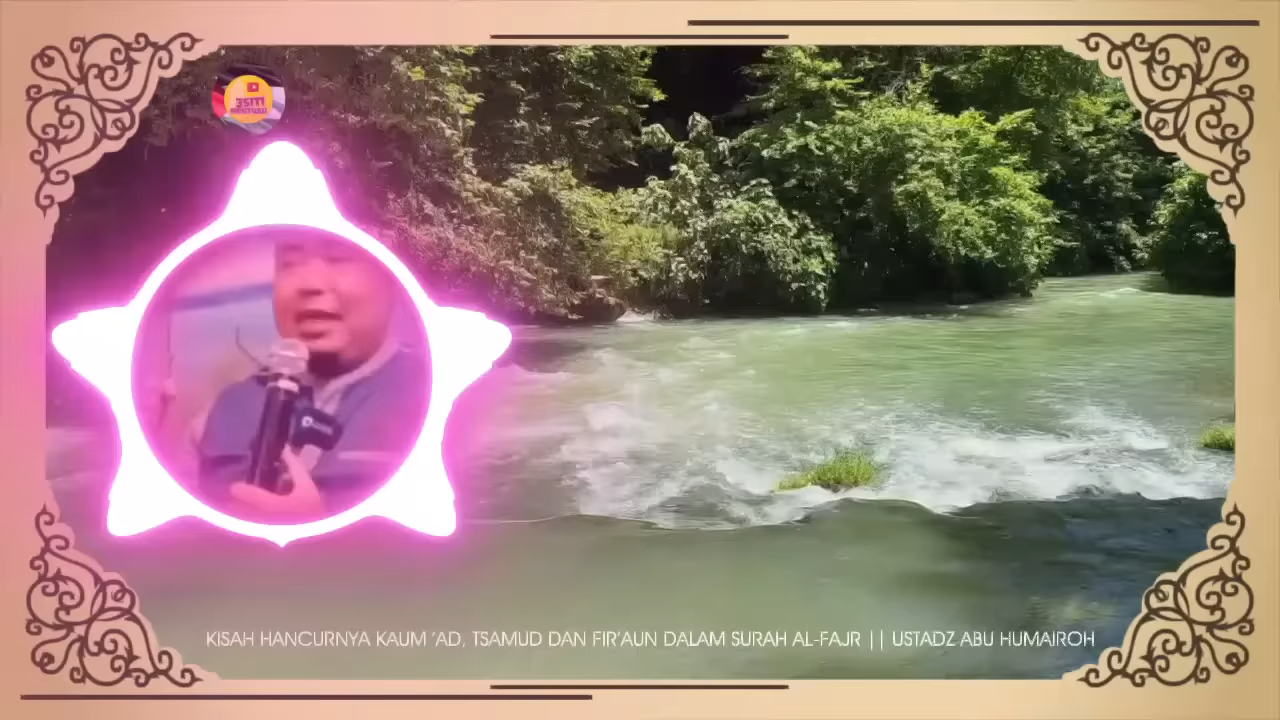 KISAH HANCURNYA KAUM 'AD, TSAMUD DAN FIR'AUN DALAM SURAH AL-FAJR || USTADZ ABU HUMAIROH